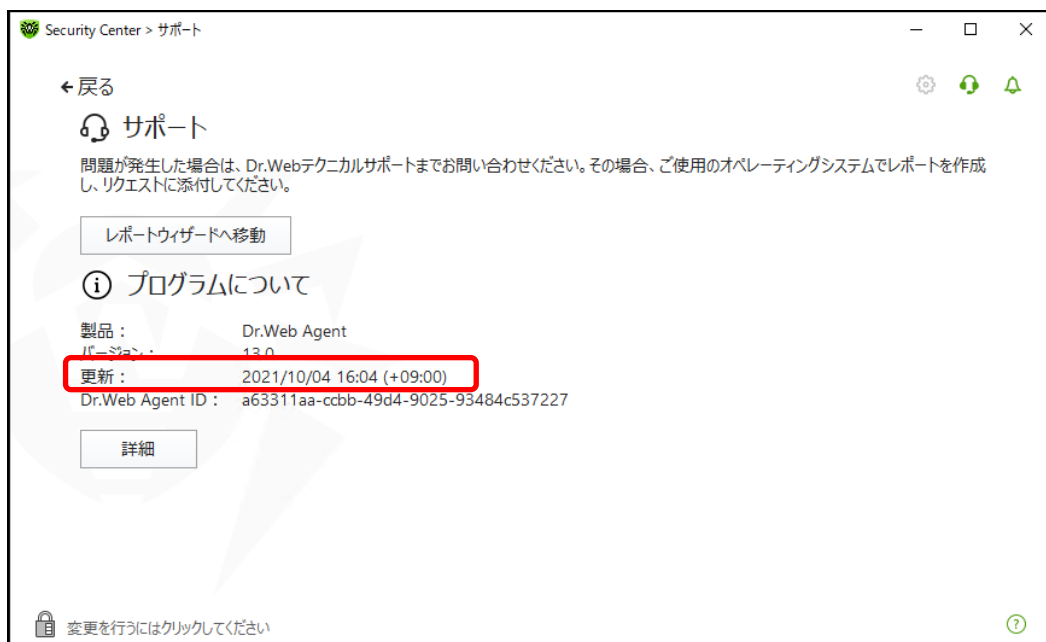 Security Center > サポート
戻る
サポート
問題が発生した場合は、Dr.Webテクニカルサポートまでお問い合わせください。その場合、ご使用のオペレーティングシステムでレポートを作成
し、リクエストに添付してください。
レポートウィザードへ移動
プログラムについて
製品： Dr.Web Agent
バージョン： 13.0
更新： 2021/10/04 16:04 (+09:00)
Dr.Web Agent ID： a63311aa-ccbb-49d4-9025-93484c537227
詳細
変更を行うにはクリックしてください